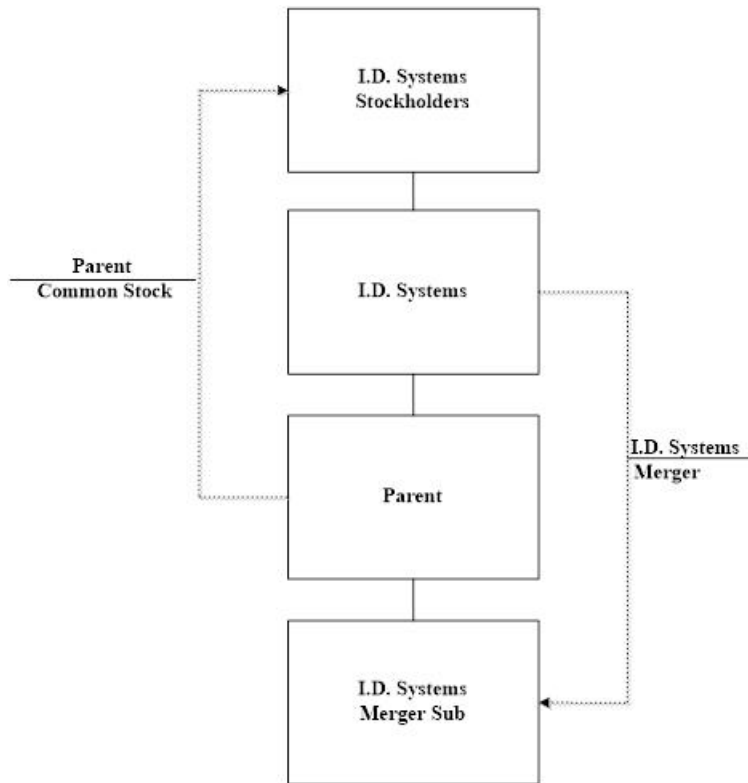 I.D. Systems
Stockholders
Parent
Common Stock
I.D. Systems
I.D. Systems
Merger
Parent
I.D. Systems
Merger Sub